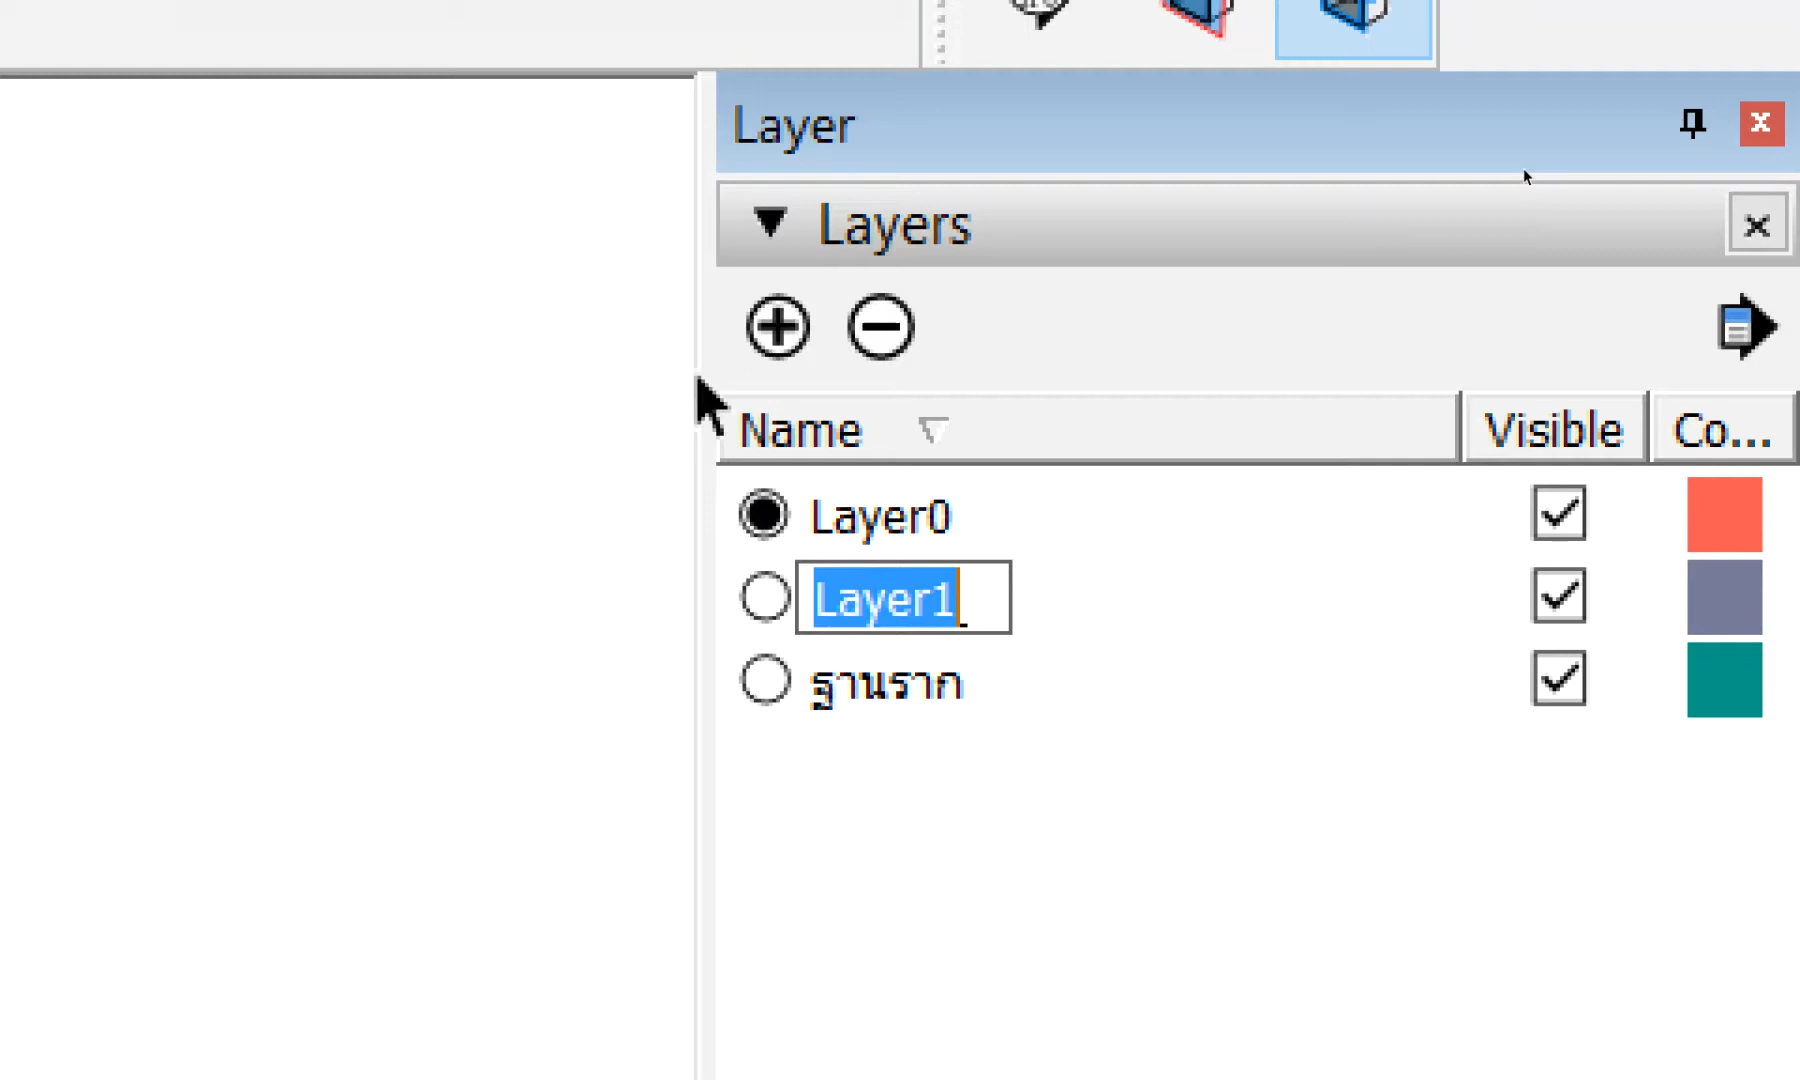 Layer
Layers
Name Visible Co...
Layer0
Layer1
ฐานราก